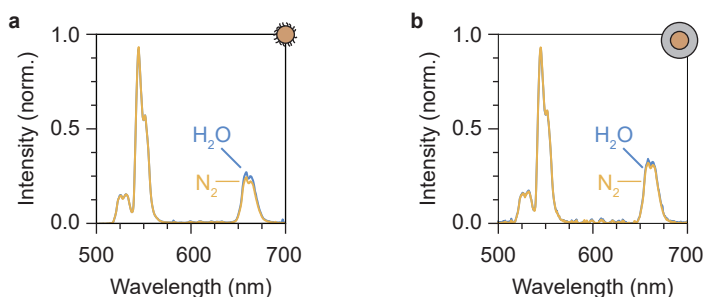 a
1.0
0.5
0.0
Intensity (norm.)
H₂O
N₂
500
600
700
Wavelength (nm)
b
1.0
0.5
0.0
Intensity (norm.)
H₂O
N₂
500
600
700
Wavelength (nm)